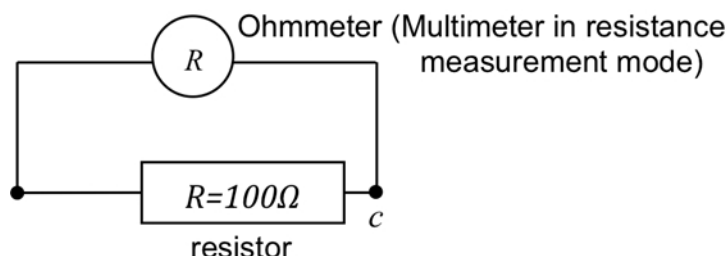 Ohmmeter (Multimeter in resistance
measurement mode)
R
R=100Ω
c
resistor